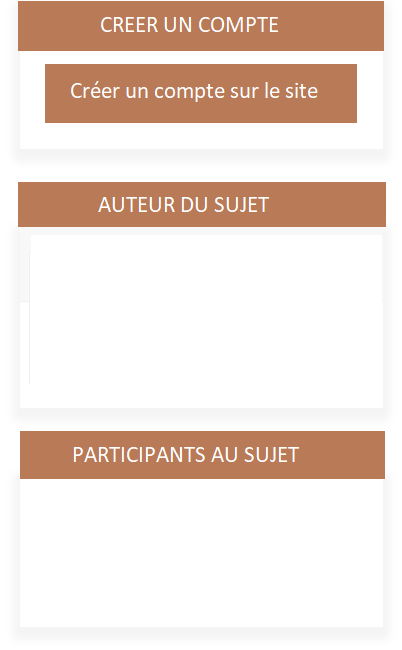 CREER UN COMPTE
Créer un compte sur le site
AUTEUR DU SUJET
PARTICIPANTS AU SUJET